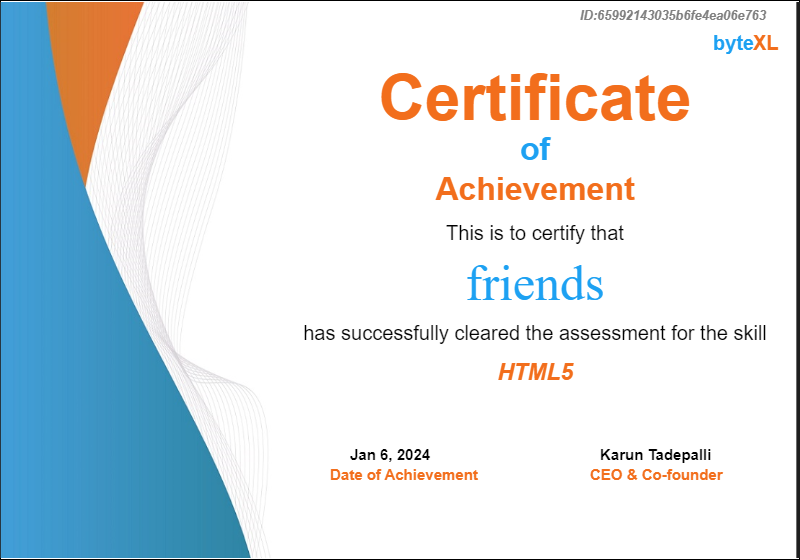 ID:65992143035b6fe4ea06e763
byteXL
Certificate
of
Achievement
This is to certify that
friends
has successfully cleared the assessment for the skill
HTML5
Jan 6, 2024
Karun Tadepalli
Date of Achievement
CEO & Co-founder